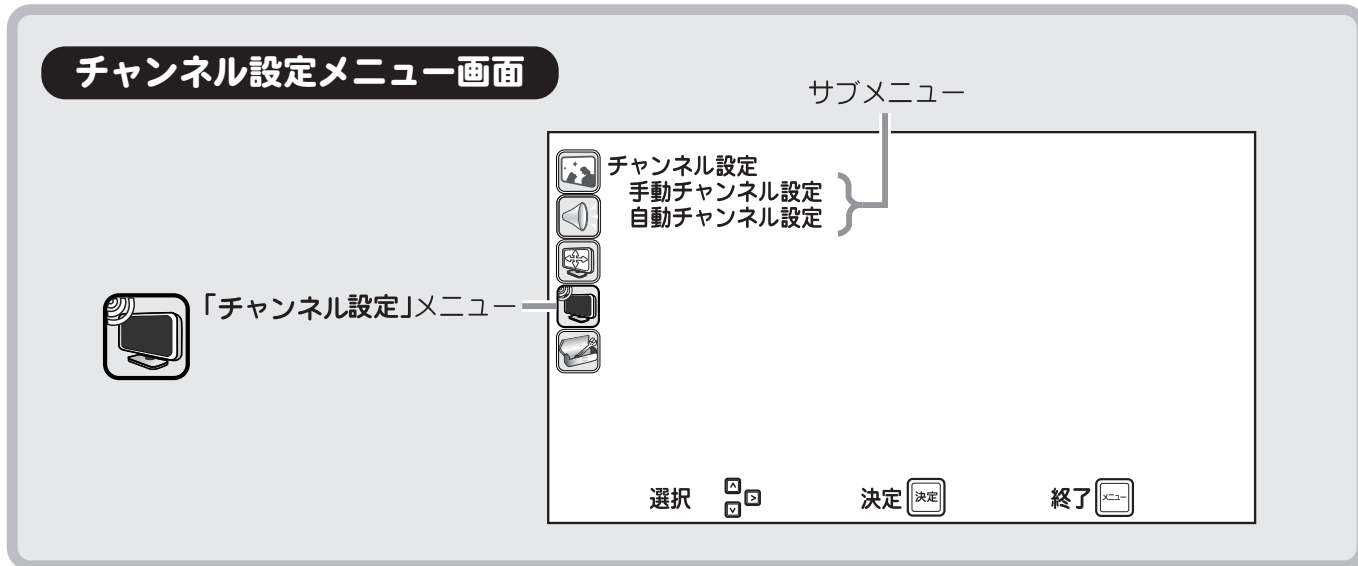 チャンネル設定メニュー画面
サブメニュー
チャンネル設定
手動チャンネル設定
自動チャンネル設定
「チャンネル設定」メニュー
選択 決定 決定 終了 メニュー